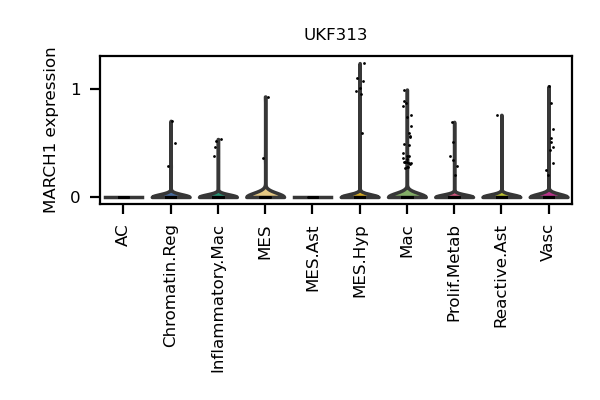 UKF313
MARCH1 expression
1
0
AC
Chromatin.Reg
Inflammatory.Mac
MES
MES.Ast
MES.Hyp
Mac
Prolif.Metab
Reactive.Ast
Vasc